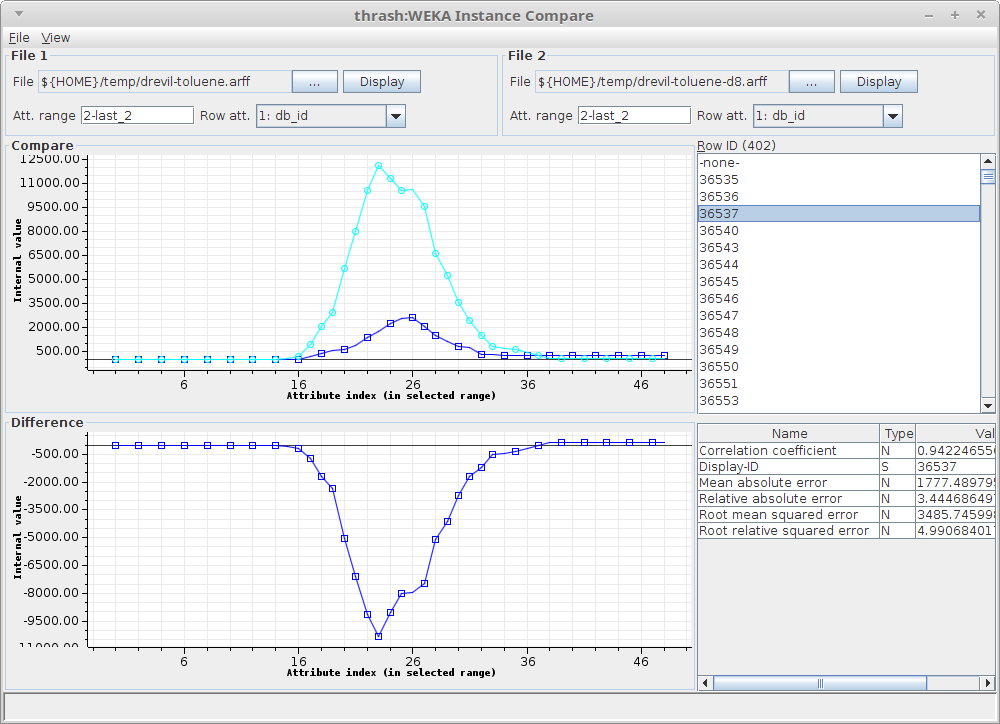 thrash:WEKA Instance Compare
File View
File 1
File ${HOME}/temp/drevil-toluene.arff ... Display
Att. range 2-last_2 Row att. 1: db_id
File 2
File ${HOME}/temp/drevil-toluene-d8.arff ... Display
Att. range 2-last_2 Row att. 1: db_id
Compare
12500.00
11000.00
9500.00
8000.00
6500.00
5000.00
3500.00
2000.00
500.00
Internal value
6 16 26 36 46
Attribute index (in selected range)
Row ID (402)
-none-
36535
36536
36537
36540
36543
36544
36545
36546
36547
36548
36549
36550
36551
36553
Difference
-500.00
-2000.00
-3500.00
-5000.00
-6500.00
-8000.00
-9500.00
-11000.00
Internal value
6 16 26 36 46
Attribute index (in selected range)
Name Type Val
Correlation coefficient N 0.942246556
Display-ID S 36537
Mean absolute error N 1777.489795
Relative absolute error N 3.444686497
Root mean squared error N 3485.745998
Root relative squared error N 4.990684017